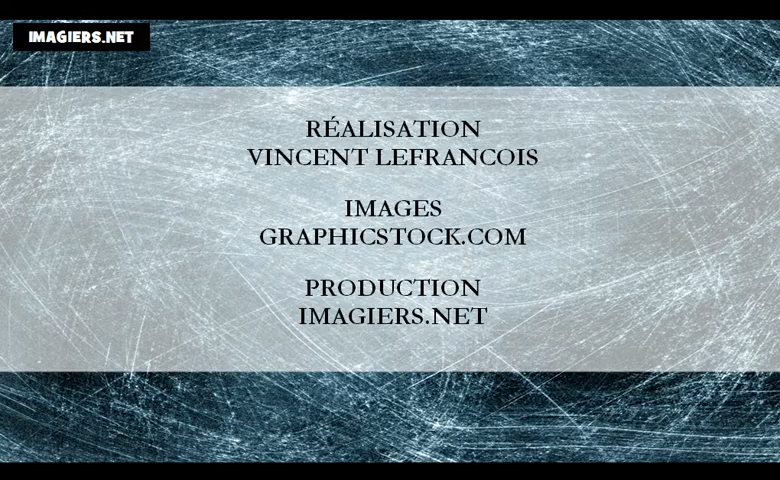 IMAGIERS.NET
RÉALISATION
VINCENT LEFRANCOIS
IMAGES
GRAPHICSTOCK.COM
PRODUCTION
IMAGIERS.NET